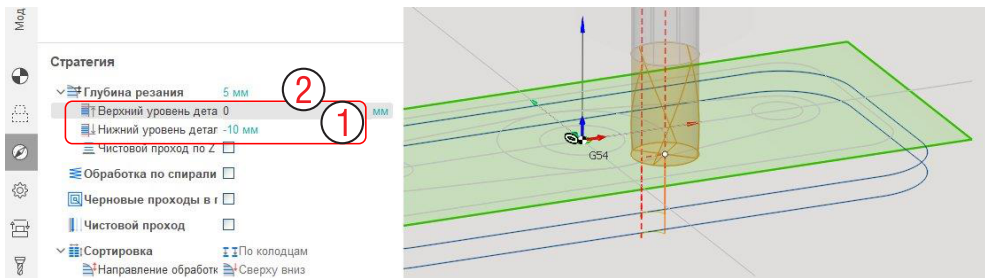 Мод
Стратегия
Глубина резания 5 мм
2
Верхний уровень дета 0 мм
1
Нижний уровень детал -10 мм
Чистовой проход по Z
Обработка по спирали
Черновые проходы в г
Чистовой проход
Сортировка По колодцам
Направление обработк Сверху вниз
G54